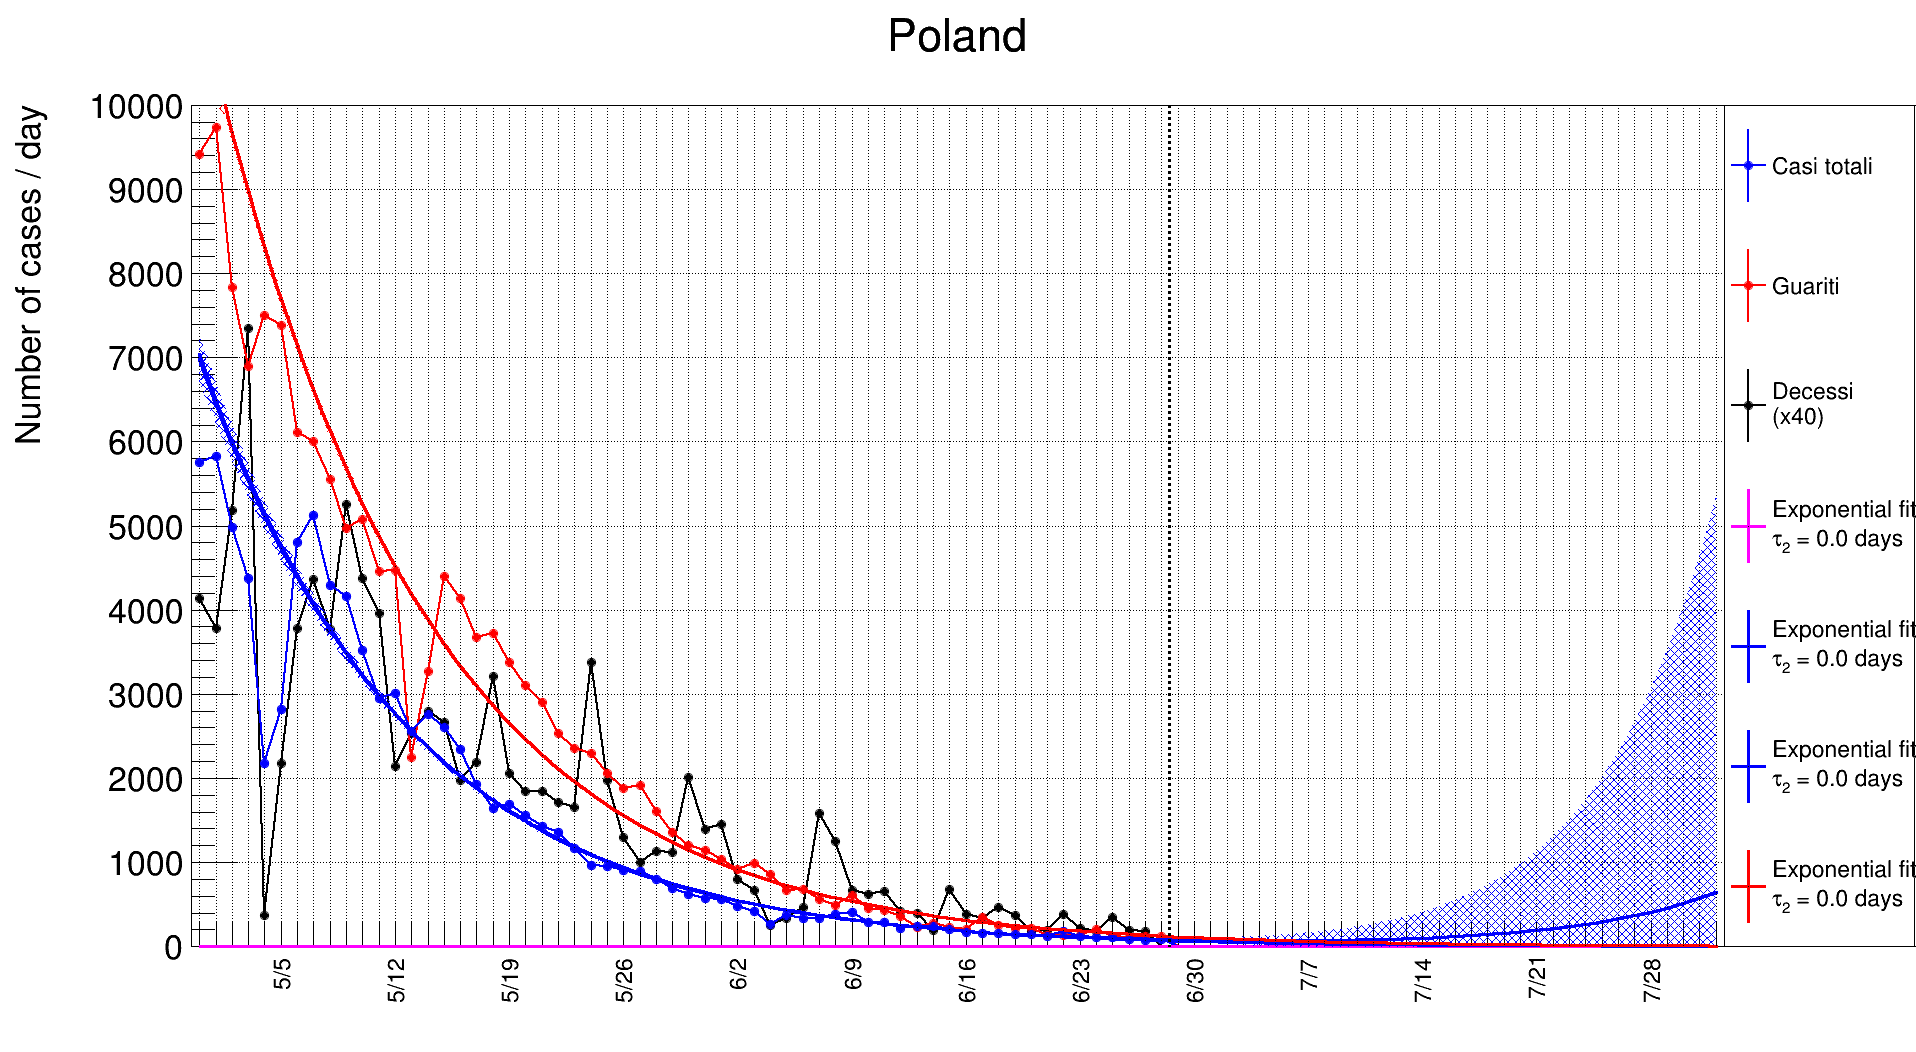 Poland
Number of cases / day
10000
9000
8000
7000
6000
5000
4000
3000
2000
1000
0
5/5
5/12
5/19
5/26
6/2
6/9
6/16
6/23
6/30
7/7
7/14
7/21
7/28
Casi totali
Guariti
Decessi
(x40)
Exponential fit
τ2 = 0.0 days
Exponential fit
τ2 = 0.0 days
Exponential fit
τ2 = 0.0 days
Exponential fit
τ2 = 0.0 days